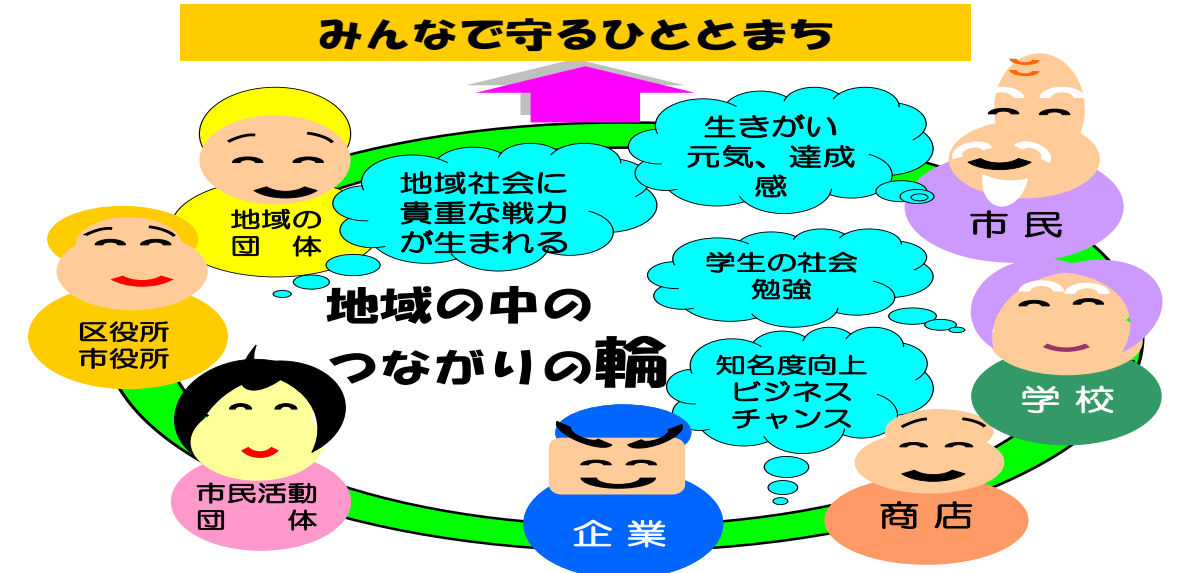 みんなで守るひととまち
生きがい
元気、達成
感
地域社会に
貴重な戦力
が生まれる
地域の
団　体
市 民
区役所
市役所
学生の社会
勉強
地域の中の
つながりの輪
知名度向上
ビジネス
チャンス
学 校
市民活動
団　　体
企 業
商 店